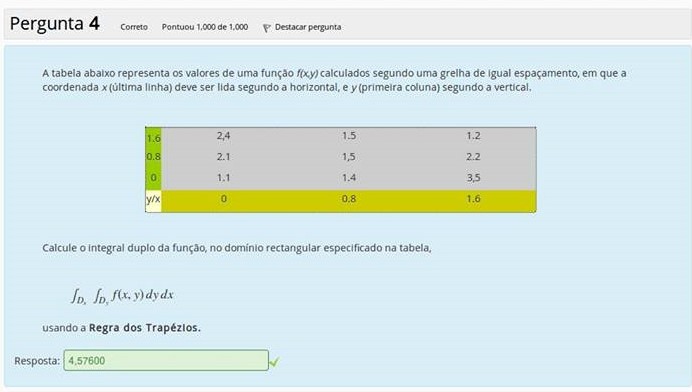 Pergunta 4 Correto Pontuou 1,000 de 1,000 Destacar pergunta
A tabela abaixo representa os valores de uma função f(x,y) calculados segundo uma grelha de igual espaçamento, em que a
coordenada x (última linha) deve ser lida segundo a horizontal, e y (primeira coluna) segundo a vertical.
1.6 2,4 1.5 1.2
0.8 2.1 1,5 2.2
0 1.1 1.4 3,5
y/x 0 0.8 1.6
Calcule o integral duplo da função, no domínio rectangular especificado na tabela,
∫Dx ∫Dy f(x, y) dy dx
usando a Regra dos Trapézios.
Resposta: 4,57600